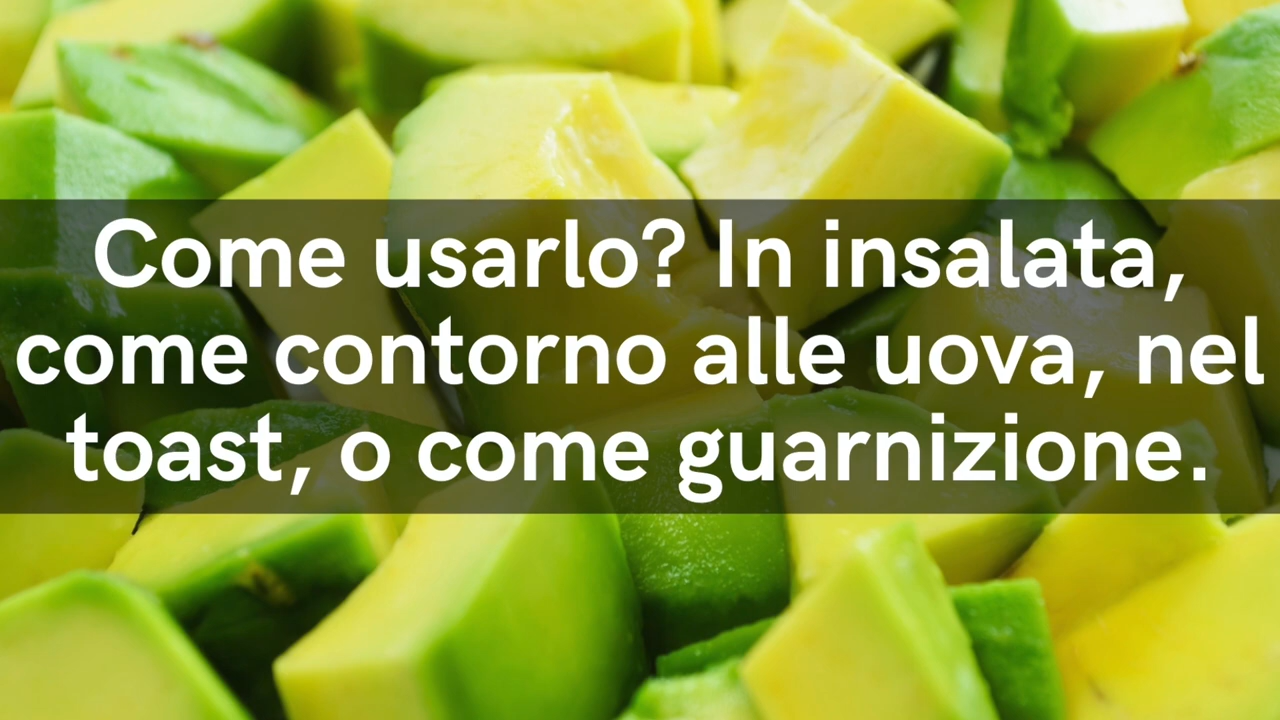 Come usarlo? In insalata,
come contorno alle uova, nel
toast, o come guarnizione.